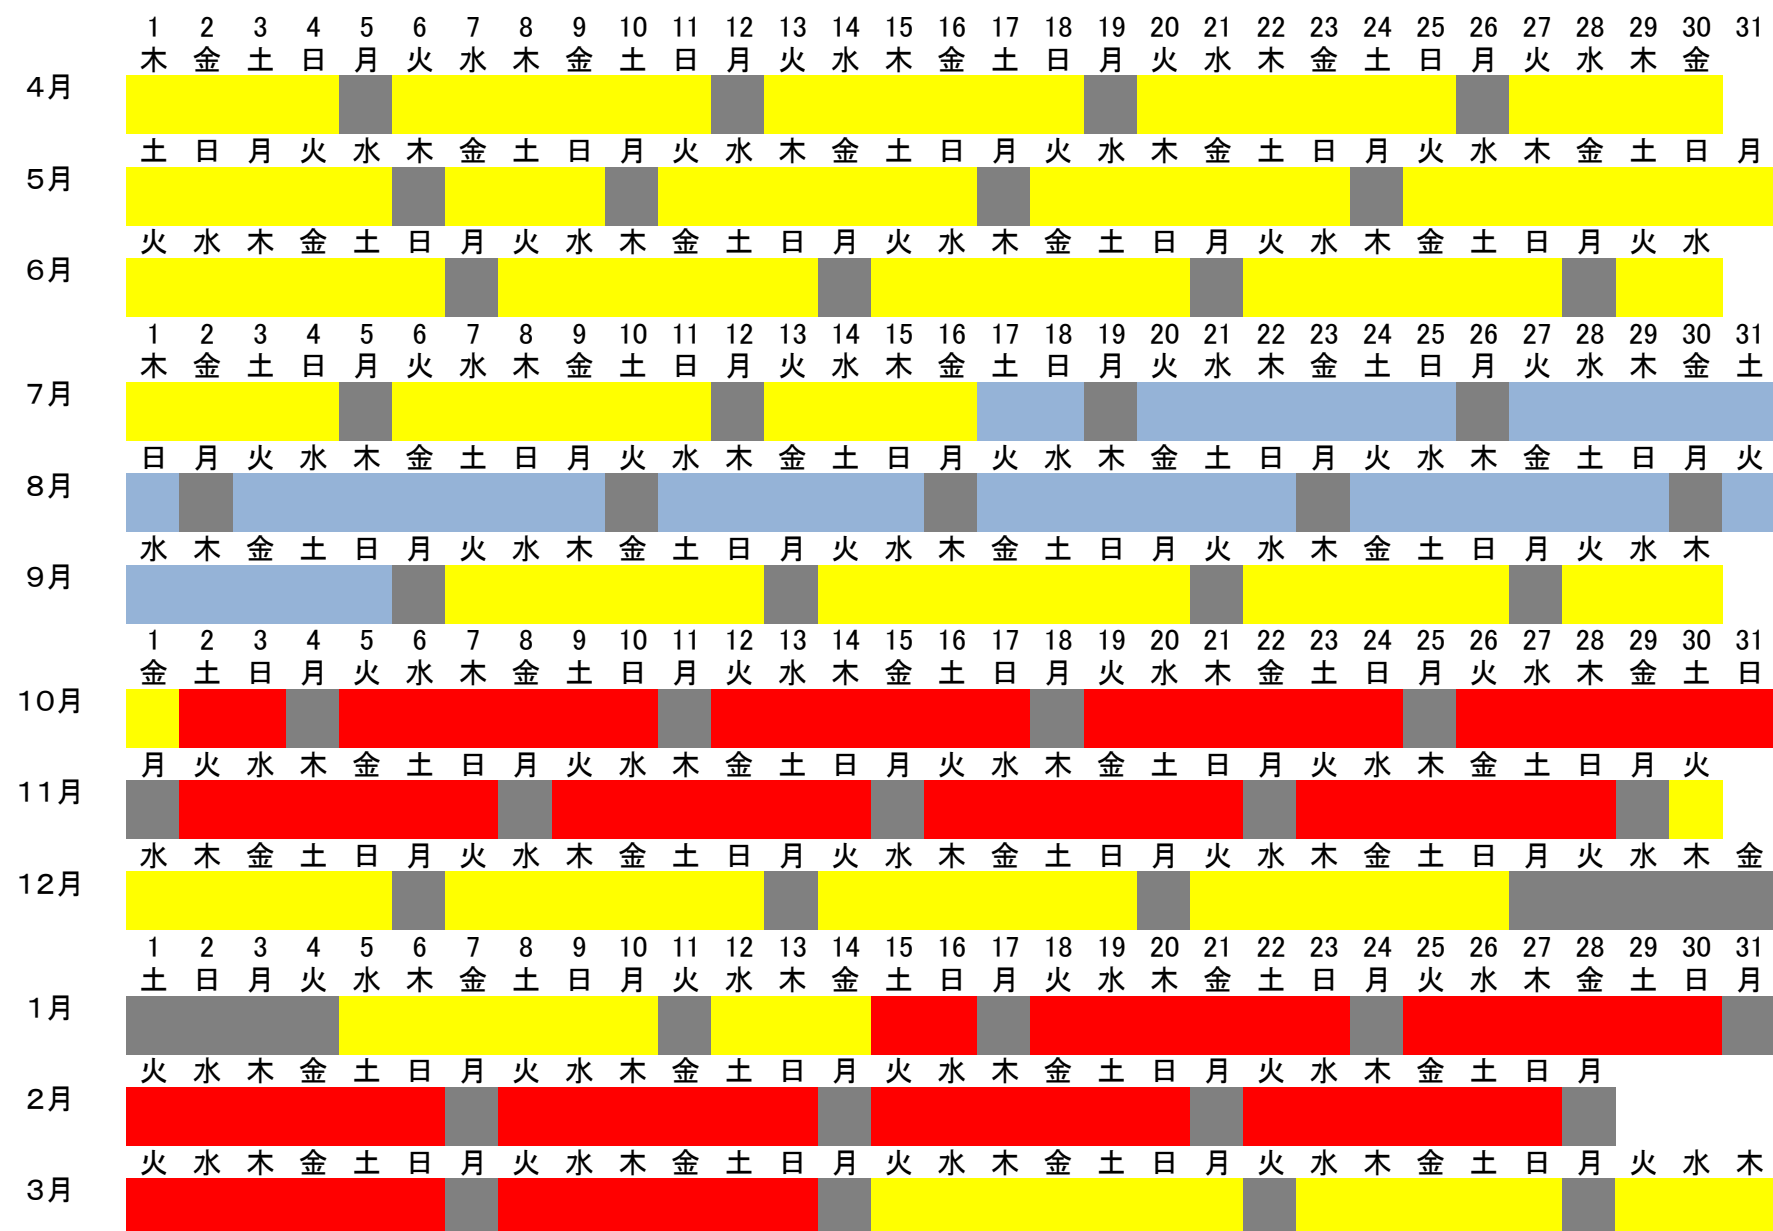 1 2 3 4 5 6 7 8 9 10 11 12 13 14 15 16 17 18 19 20 21 22 23 24 25 26 27 28 29 30 31
木 金 土 日 月 火 水 木 金 土 日 月 火 水 木 金 土 日 月 火 水 木 金 土 日 月 火 水 木 金
4月
土 日 月 火 水 木 金 土 日 月 火 水 木 金 土 日 月 火 水 木 金 土 日 月 火 水 木 金 土 日 月
5月
火 水 木 金 土 日 月 火 水 木 金 土 日 月 火 水 木 金 土 日 月 火 水 木 金 土 日 月 火 水
6月
1 2 3 4 5 6 7 8 9 10 11 12 13 14 15 16 17 18 19 20 21 22 23 24 25 26 27 28 29 30 31
木 金 土 日 月 火 水 木 金 土 日 月 火 水 木 金 土 日 月 火 水 木 金 土 日 月 火 水 木 金 土
7月
日 月 火 水 木 金 土 日 月 火 水 木 金 土 日 月 火 水 木 金 土 日 月 火 水 木 金 土 日 月 火
8月
水 木 金 土 日 月 火 水 木 金 土 日 月 火 水 木 金 土 日 月 火 水 木 金 土 日 月 火 水 木
9月
1 2 3 4 5 6 7 8 9 10 11 12 13 14 15 16 17 18 19 20 21 22 23 24 25 26 27 28 29 30 31
金 土 日 月 火 水 木 金 土 日 月 火 水 木 金 土 日 月 火 水 木 金 土 日 月 火 水 木 金 土 日
10月
月 火 水 木 金 土 日 月 火 水 木 金 土 日 月 火 水 木 金 土 日 月 火 水 木 金 土 日 月 火
11月
水 木 金 土 日 月 火 水 木 金 土 日 月 火 水 木 金 土 日 月 火 水 木 金 土 日 月 火 水 木 金
12月
1 2 3 4 5 6 7 8 9 10 11 12 13 14 15 16 17 18 19 20 21 22 23 24 25 26 27 28 29 30 31
土 日 月 火 水 木 金 土 日 月 火 水 木 金 土 日 月 火 水 木 金 土 日 月 火 水 木 金 土 日 月
1月
火 水 木 金 土 日 月 火 水 木 金 土 日 月 火 水 木 金 土 日 月 火 水 木 金 土 日 月
2月
火 水 木 金 土 日 月 火 水 木 金 土 日 月 火 水 木 金 土 日 月 火 水 木 金 土 日 月 火 水 木
3月